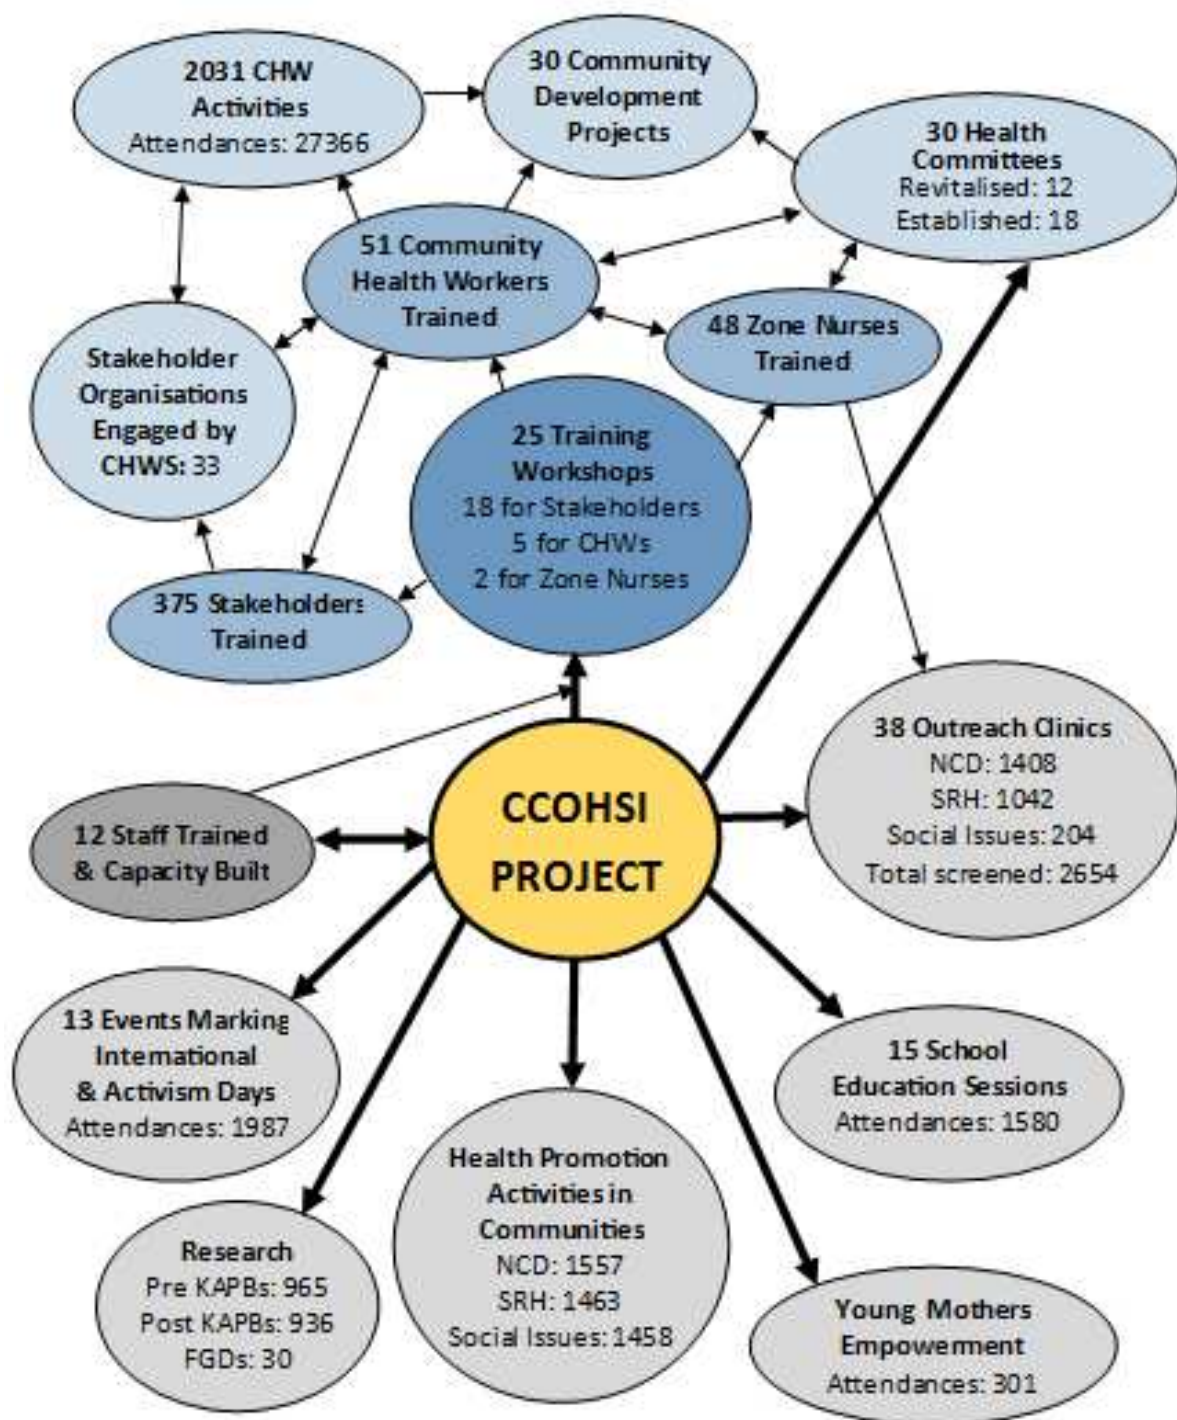 2031 CHW
Activities
Attendances: 27366
30 Community
Development
Projects
30 Health
Committees
Revitalised: 12
Established: 18
51 Community
Health Workers
Trained
48 Zone Nurses
Trained
Stakeholder
Organisations
Engaged by
CHWS: 33
25 Training
Workshops
18 for Stakeholders
5 for CHWs
2 for Zone Nurses
375 Stakeholders
Trained
38 Outreach Clinics
NCD: 1408
SRH: 1042
Social Issues: 204
Total screened: 2654
CCOHSI
PROJECT
12 Staff Trained
& Capacity Built
13 Events Marking
International
& Activism Days
Attendances: 1987
15 School
Education Sessions
Attendances: 1580
Health Promotion
Activities in
Communities
NCD: 1557
SRH: 1463
Social Issues: 1458
Research
Pre KAPBs: 965
Post KAPBs: 936
FGDs: 30
Young Mothers
Empowerment
Attendances: 301